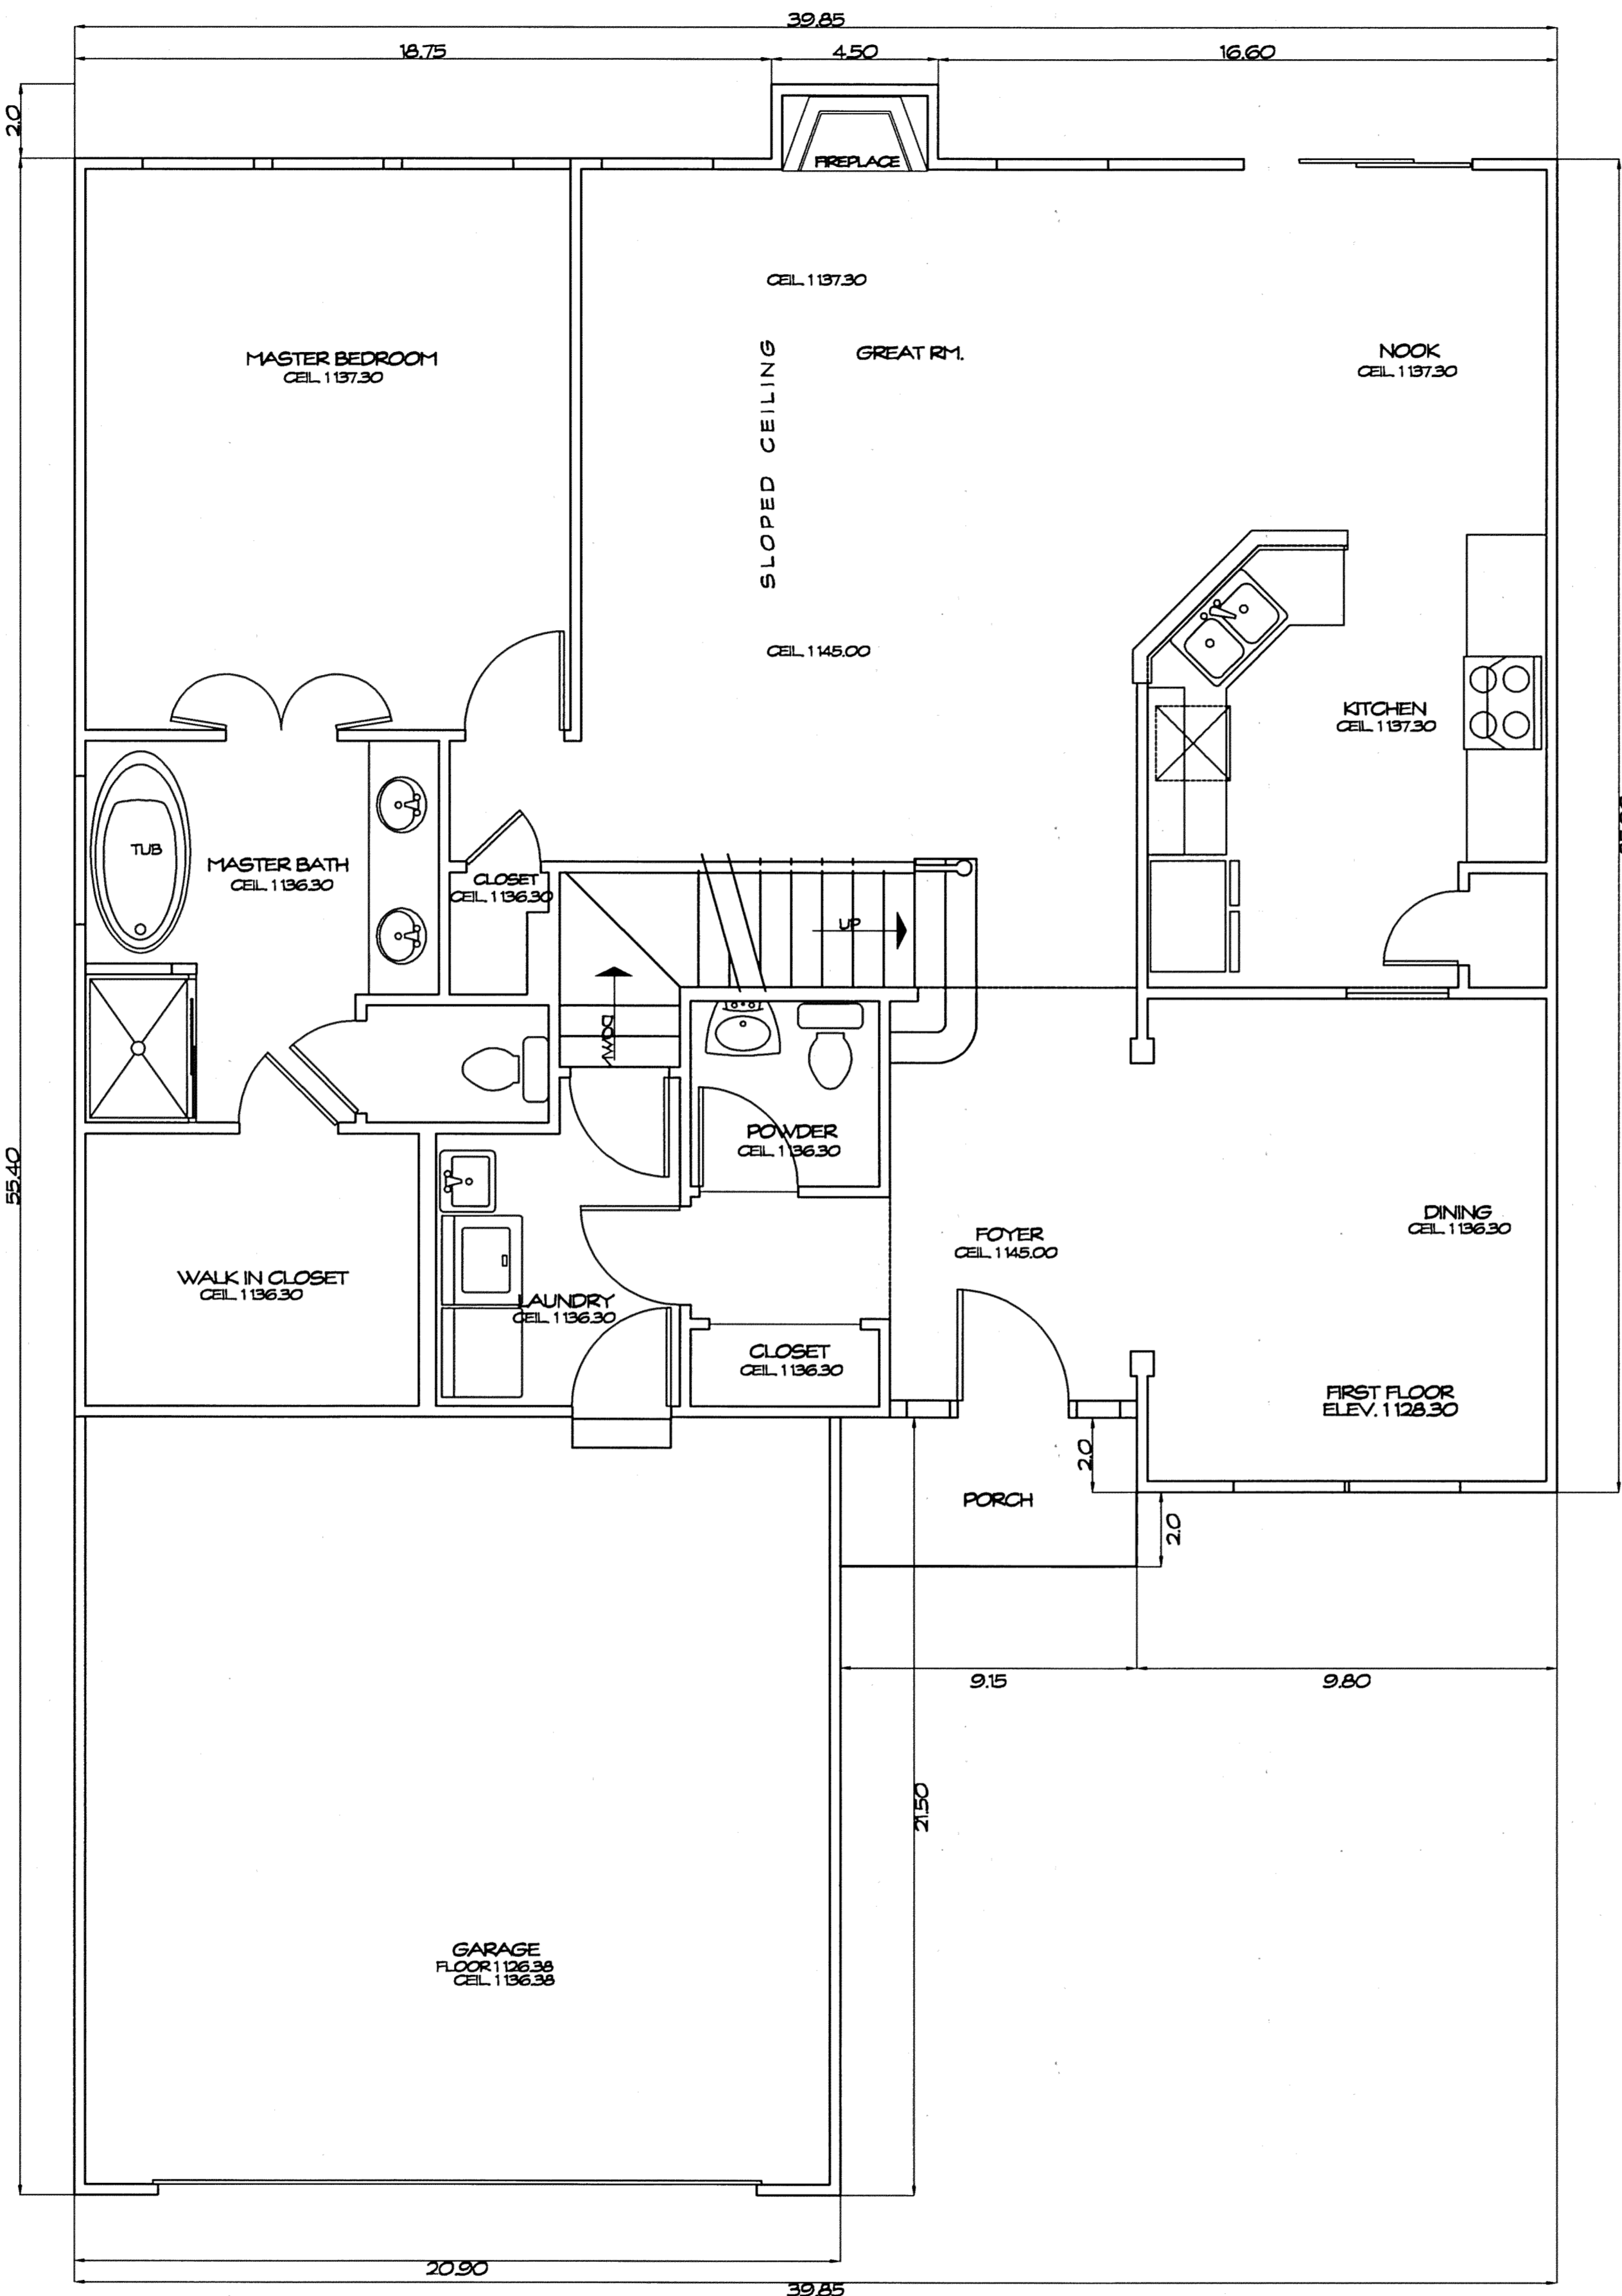 39.85
18.75
4.50
16.60
2.0
FIREPLACE
CEIL. 1137.30
GREAT RM.
NOOK
CEIL. 1137.30
MASTER BEDROOM
CEIL. 1137.30
SLOPED CEILING
CEIL. 1145.00
KITCHEN
CEIL. 1137.30
TUB
MASTER BATH
CEIL. 1136.30
CLOSET
CEIL. 1136.30
UP
DOWN
POWDER
CEIL. 1136.30
55.40
DINING
CEIL. 1136.30
FOYER
CEIL. 1145.00
WALK IN CLOSET
CEIL. 1136.30
LAUNDRY
CEIL. 1136.30
CLOSET
CEIL. 1136.30
FIRST FLOOR
ELEV. 1128.30
2.0
PORCH
2.0
9.15
9.80
21.50
GARAGE
FLOOR 1126.38
CEIL. 1136.38
20.90
39.85